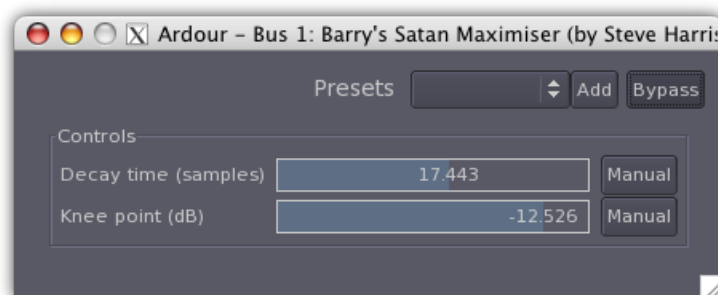 X Ardour – Bus 1: Barry's Satan Maximiser (by Steve Harris
Presets Add Bypass
Controls
Decay time (samples) 17.443 Manual
Knee point (dB) -12.526 Manual